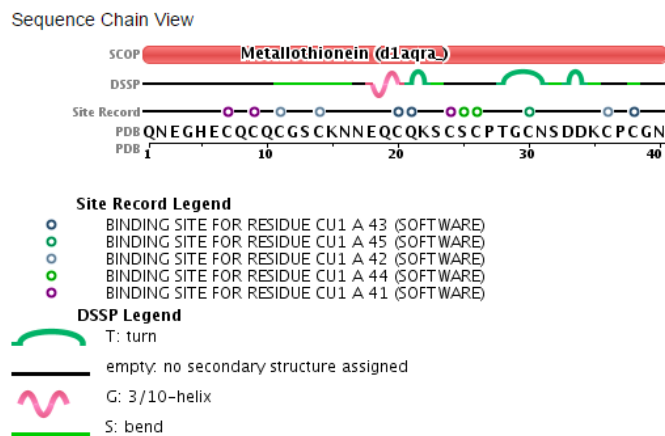 Sequence Chain View
SCOP Metallothionein (d1aqra_)
DSSP
Site Record
PDB QNEGHECQCQCGSCKNNEQCQKSCSCPTGCNSDDKCPCGN
PDB 1 10 20 30 40
Site Record Legend
BINDING SITE FOR RESIDUE CU1 A 43 (SOFTWARE)
BINDING SITE FOR RESIDUE CU1 A 45 (SOFTWARE)
BINDING SITE FOR RESIDUE CU1 A 42 (SOFTWARE)
BINDING SITE FOR RESIDUE CU1 A 44 (SOFTWARE)
BINDING SITE FOR RESIDUE CU1 A 41 (SOFTWARE)
DSSP Legend
T: turn
empty: no secondary structure assigned
G: 3/10-helix
S: bend